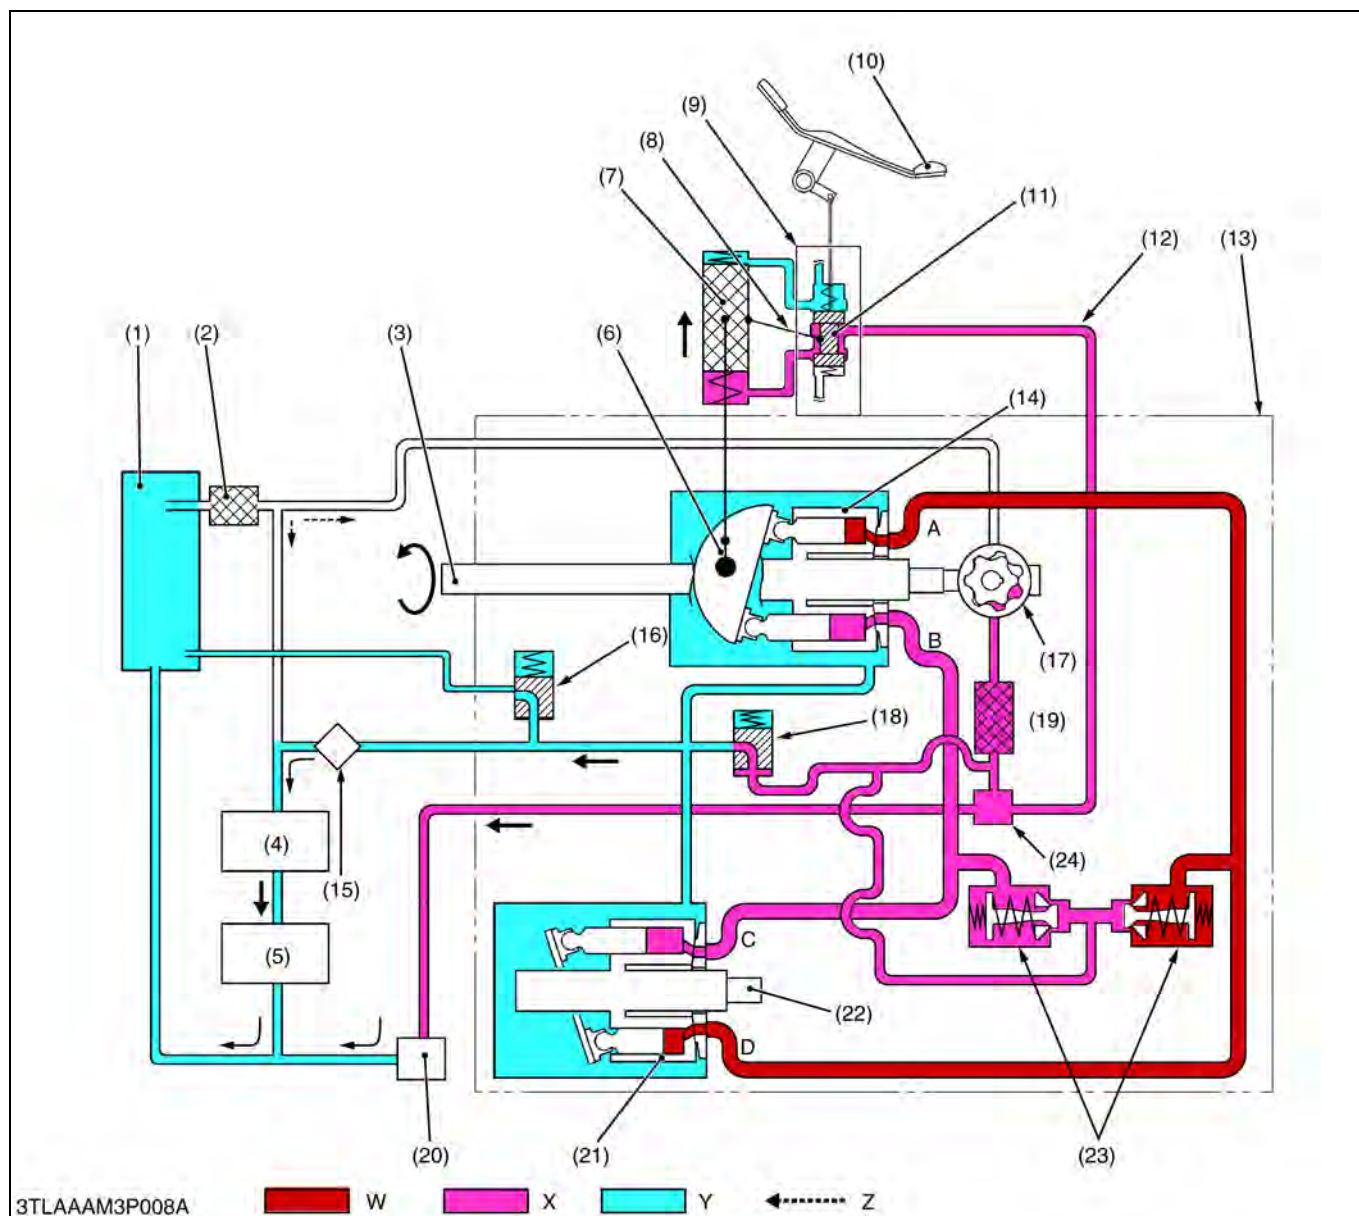 (10)
(9)
(8)
(7)
(11)
(12)
(13)
(1)
(2)
(3)
(6)
(14)
A
B
(16)
(17)
(18)
(19)
(4)
(15)
(24)
(5)
C
(22)
D
(20)
(21)
(23)
3TLAAAM3P008A
W
X
Y
Z